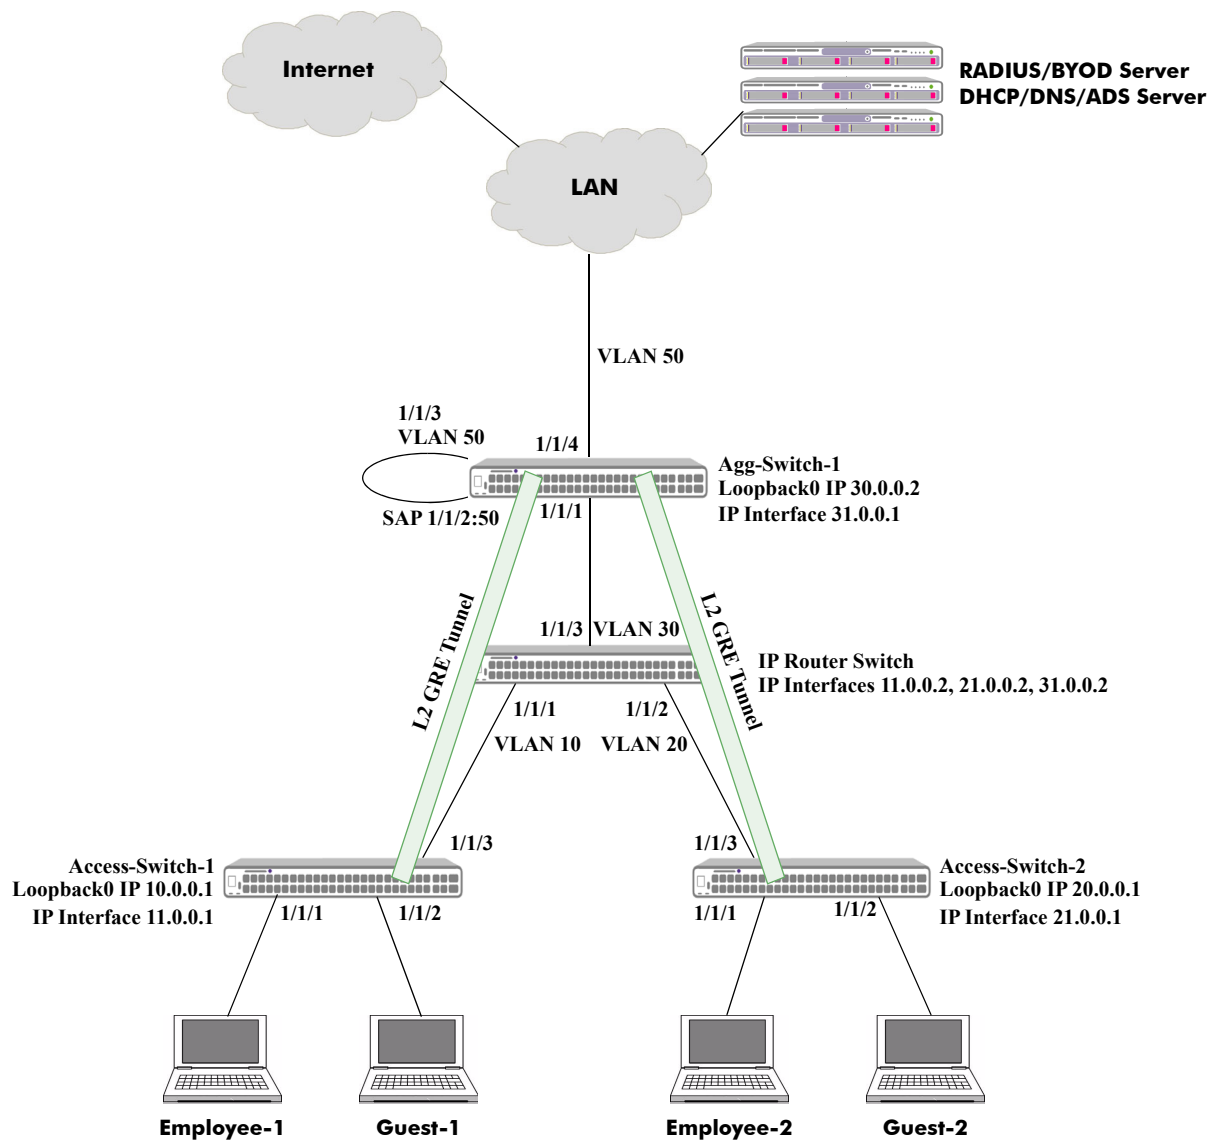 Internet
RADIUS/BYOD Server
DHCP/DNS/ADS Server
LAN
VLAN 50
1/1/3
VLAN 50
1/1/4
Agg-Switch-1
Loopback0 IP 30.0.0.2
IP Interface 31.0.0.1
SAP 1/1/2:50
1/1/1
L2 GRE Tunnel
L2 GRE Tunnel
1/1/3
VLAN 30
IP Router Switch
IP Interfaces 11.0.0.2, 21.0.0.2, 31.0.0.2
1/1/1
1/1/2
VLAN 10
VLAN 20
1/1/3
1/1/3
Access-Switch-1
Loopback0 IP 10.0.0.1
IP Interface 11.0.0.1
1/1/1
1/1/2
Access-Switch-2
Loopback0 IP 20.0.0.1
IP Interface 21.0.0.1
1/1/1
1/1/2
Employee-1
Guest-1
Employee-2
Guest-2